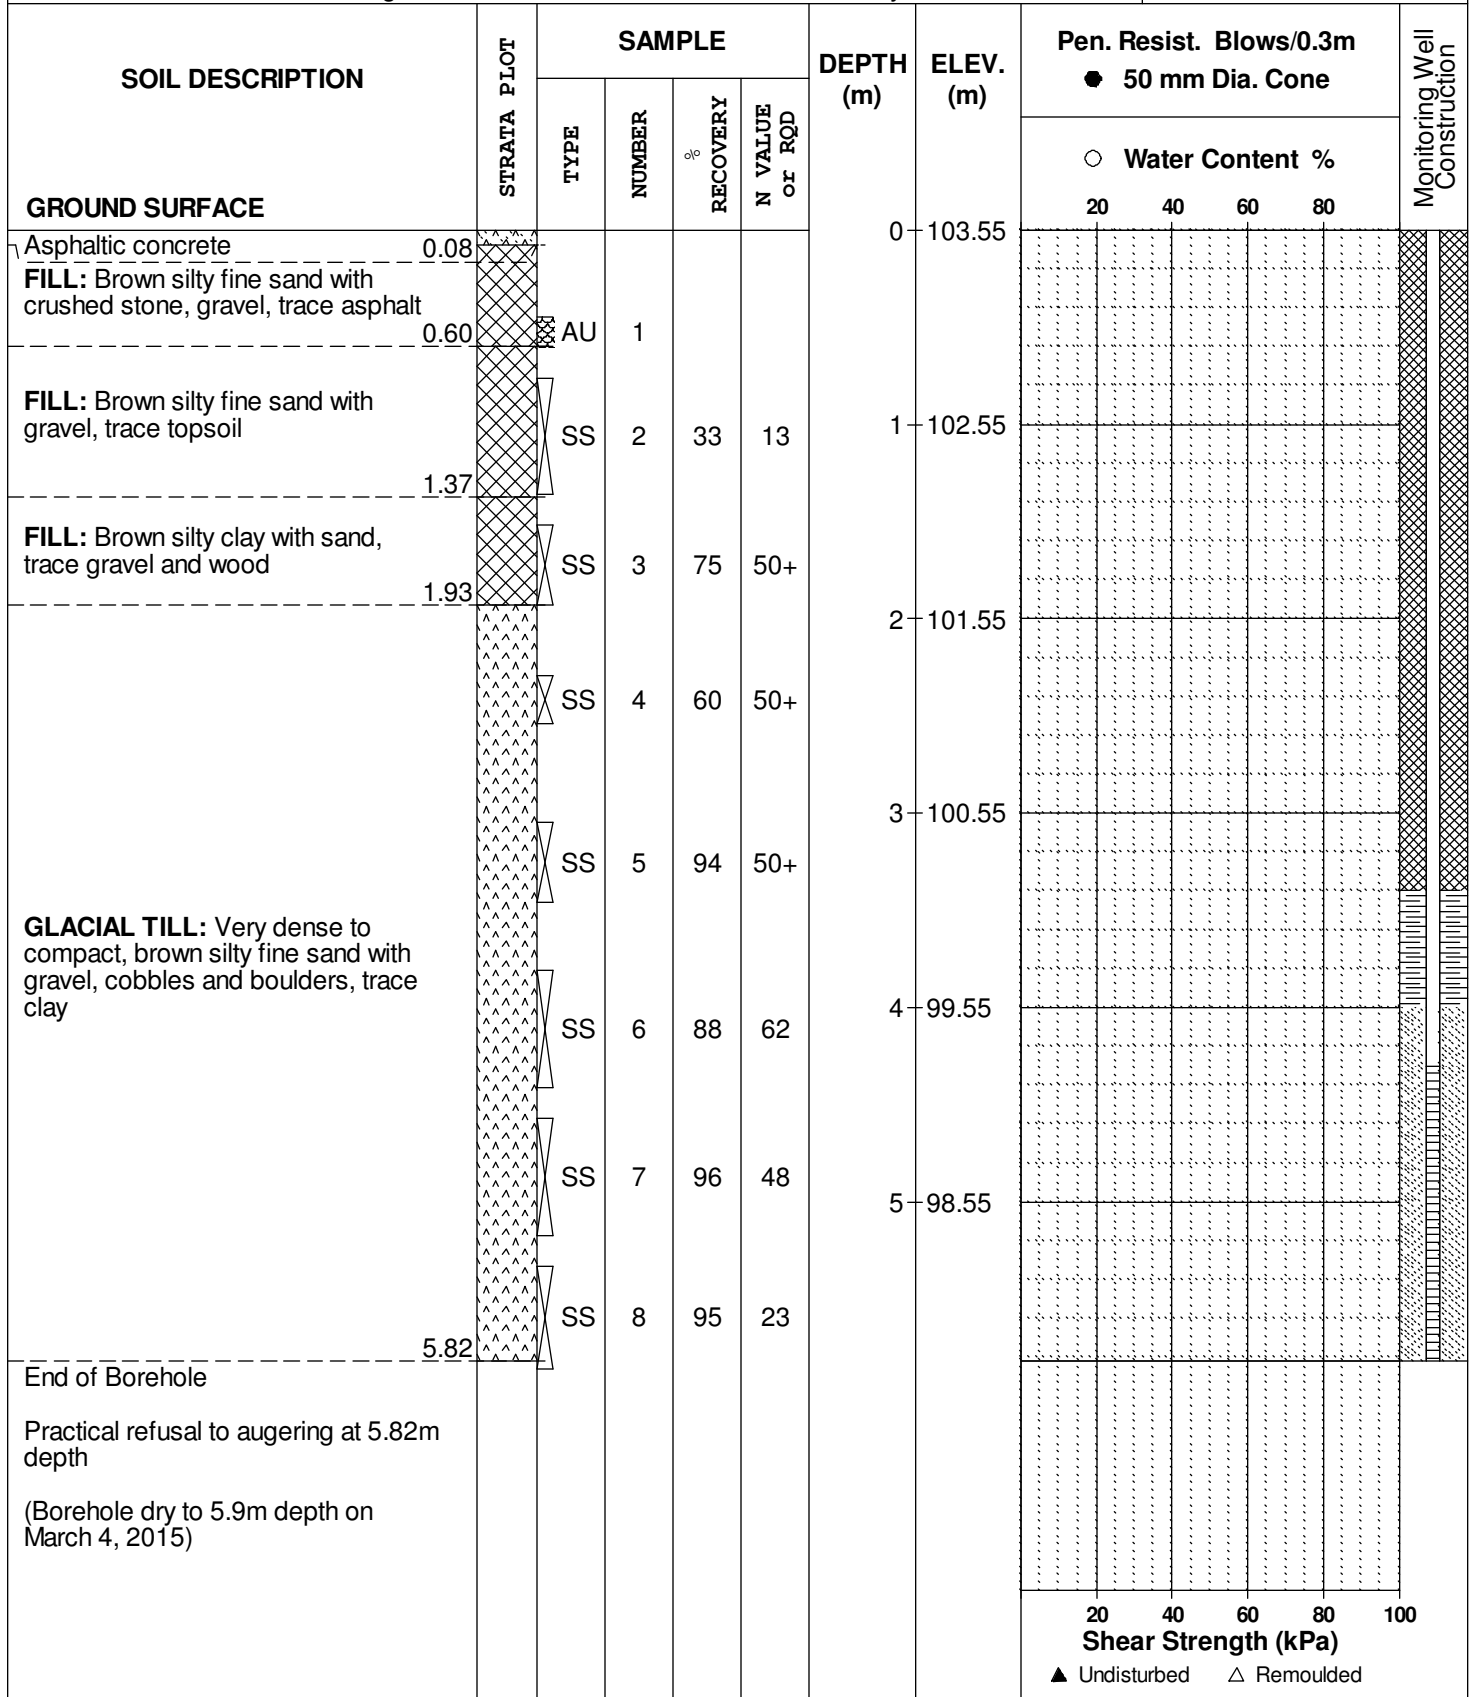 SOIL DESCRIPTION
GROUND SURFACE
STRATA PLOT
SAMPLE
TYPE
NUMBER
% RECOVERY
N VALUE or RQD
DEPTH (m)
ELEV. (m)
Pen. Resist. Blows/0.3m
● 50 mm Dia. Cone
○ Water Content %
20 40 60 80
Monitoring Well Construction
0 103.55
Asphaltic concrete 0.08
FILL: Brown silty fine sand with
crushed stone, gravel, trace asphalt
0.60
AU 1
FILL: Brown silty fine sand with
gravel, trace topsoil
SS 2 33 13
1 102.55
1.37
FILL: Brown silty clay with sand,
trace gravel and wood
SS 3 75 50+
1.93
2 101.55
SS 4 60 50+
3 100.55
SS 5 94 50+
GLACIAL TILL: Very dense to
compact, brown silty fine sand with
gravel, cobbles and boulders, trace
clay
4 99.55
SS 6 88 62
SS 7 96 48
5 98.55
SS 8 95 23
5.82
End of Borehole
Practical refusal to augering at 5.82m
depth
(Borehole dry to 5.9m depth on
March 4, 2015)
20 40 60 80 100
Shear Strength (kPa)
▲ Undisturbed △ Remoulded